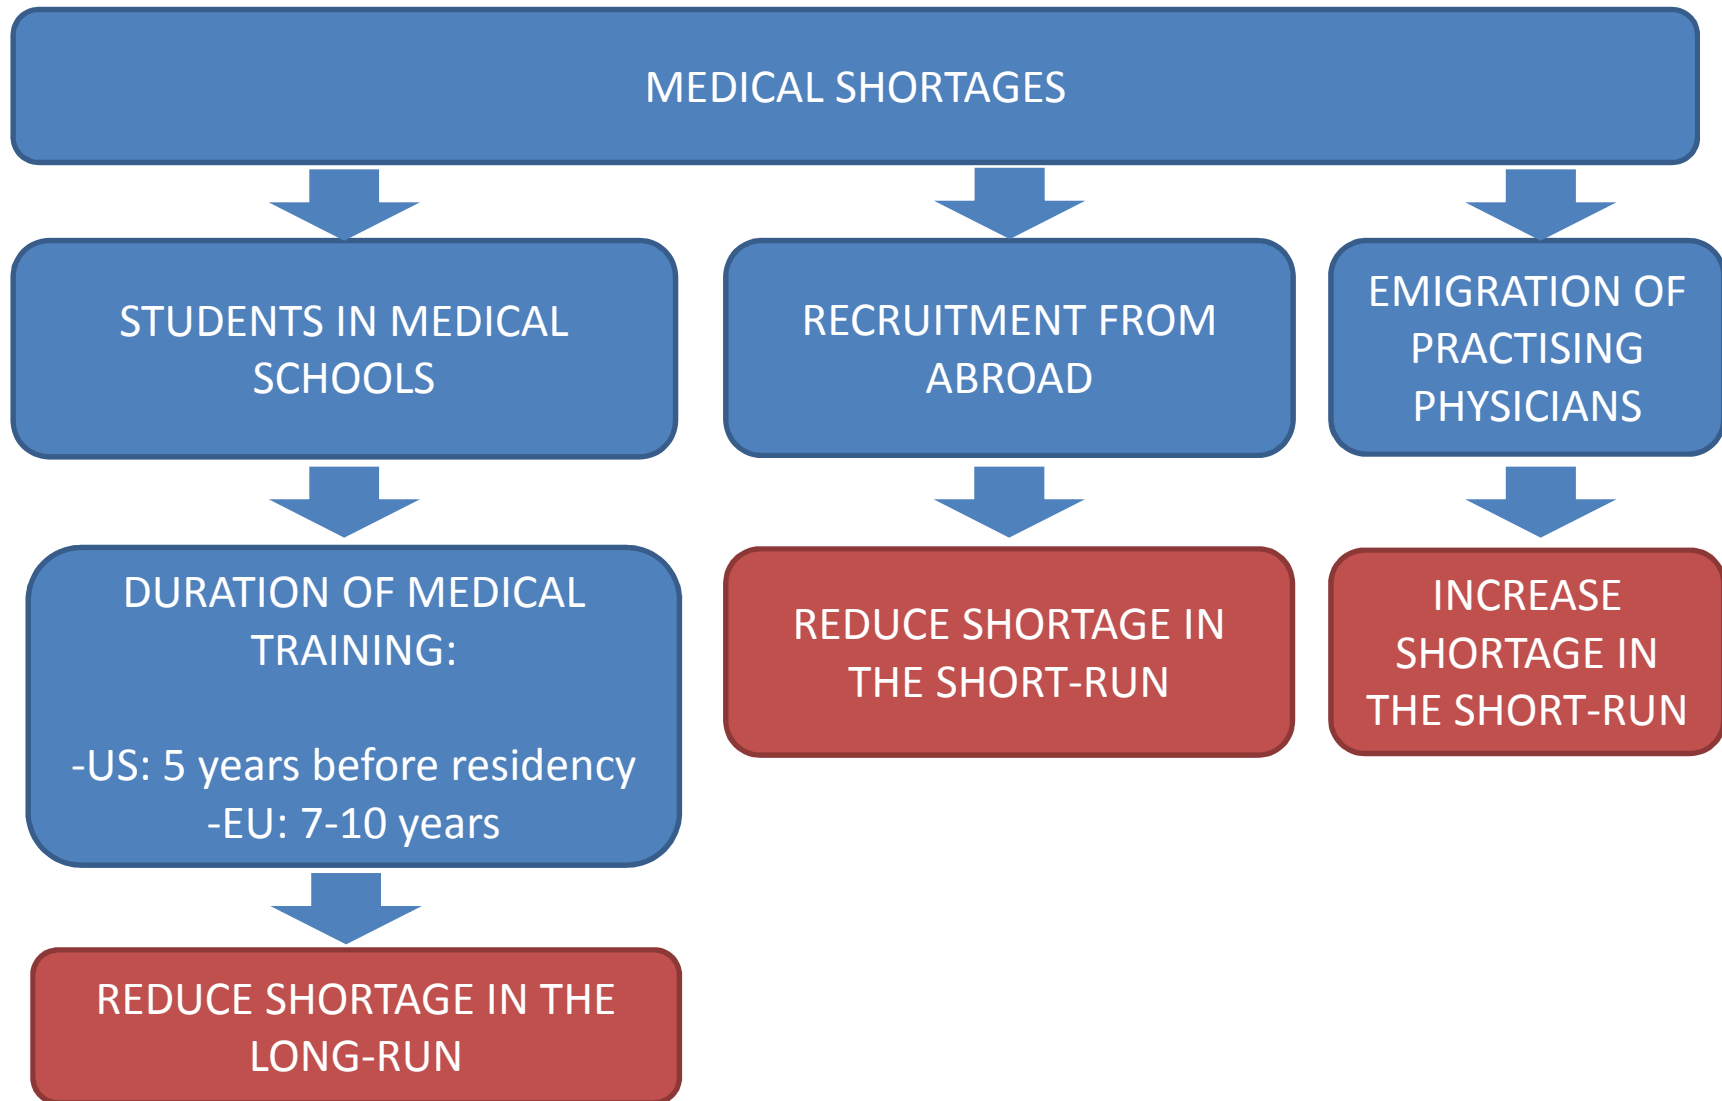 MEDICAL SHORTAGES
STUDENTS IN MEDICAL
SCHOOLS
RECRUITMENT FROM
ABROAD
EMIGRATION OF
PRACTISING
PHYSICIANS
DURATION OF MEDICAL
TRAINING:
-US: 5 years before residency
-EU: 7-10 years
REDUCE SHORTAGE IN
THE SHORT-RUN
INCREASE
SHORTAGE IN
THE SHORT-RUN
REDUCE SHORTAGE IN THE
LONG-RUN